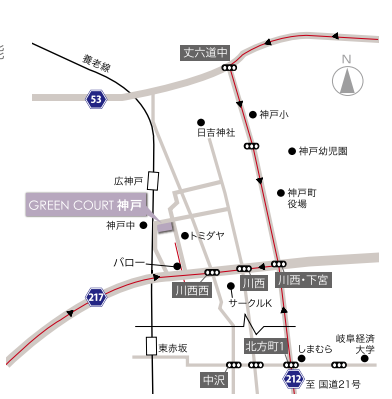 養老線
丈六道中
N
53
神戸小
日吉神社
神戸幼児園
広神戸
神戸町
役場
GREEN COURT 神戸
神戸中
トミダヤ
バロー
川西西
川西
川西・下宮
217
サークルK
北方町1
岐阜経済
大学
しまむら
東赤坂
中沢
212
至 国道21号